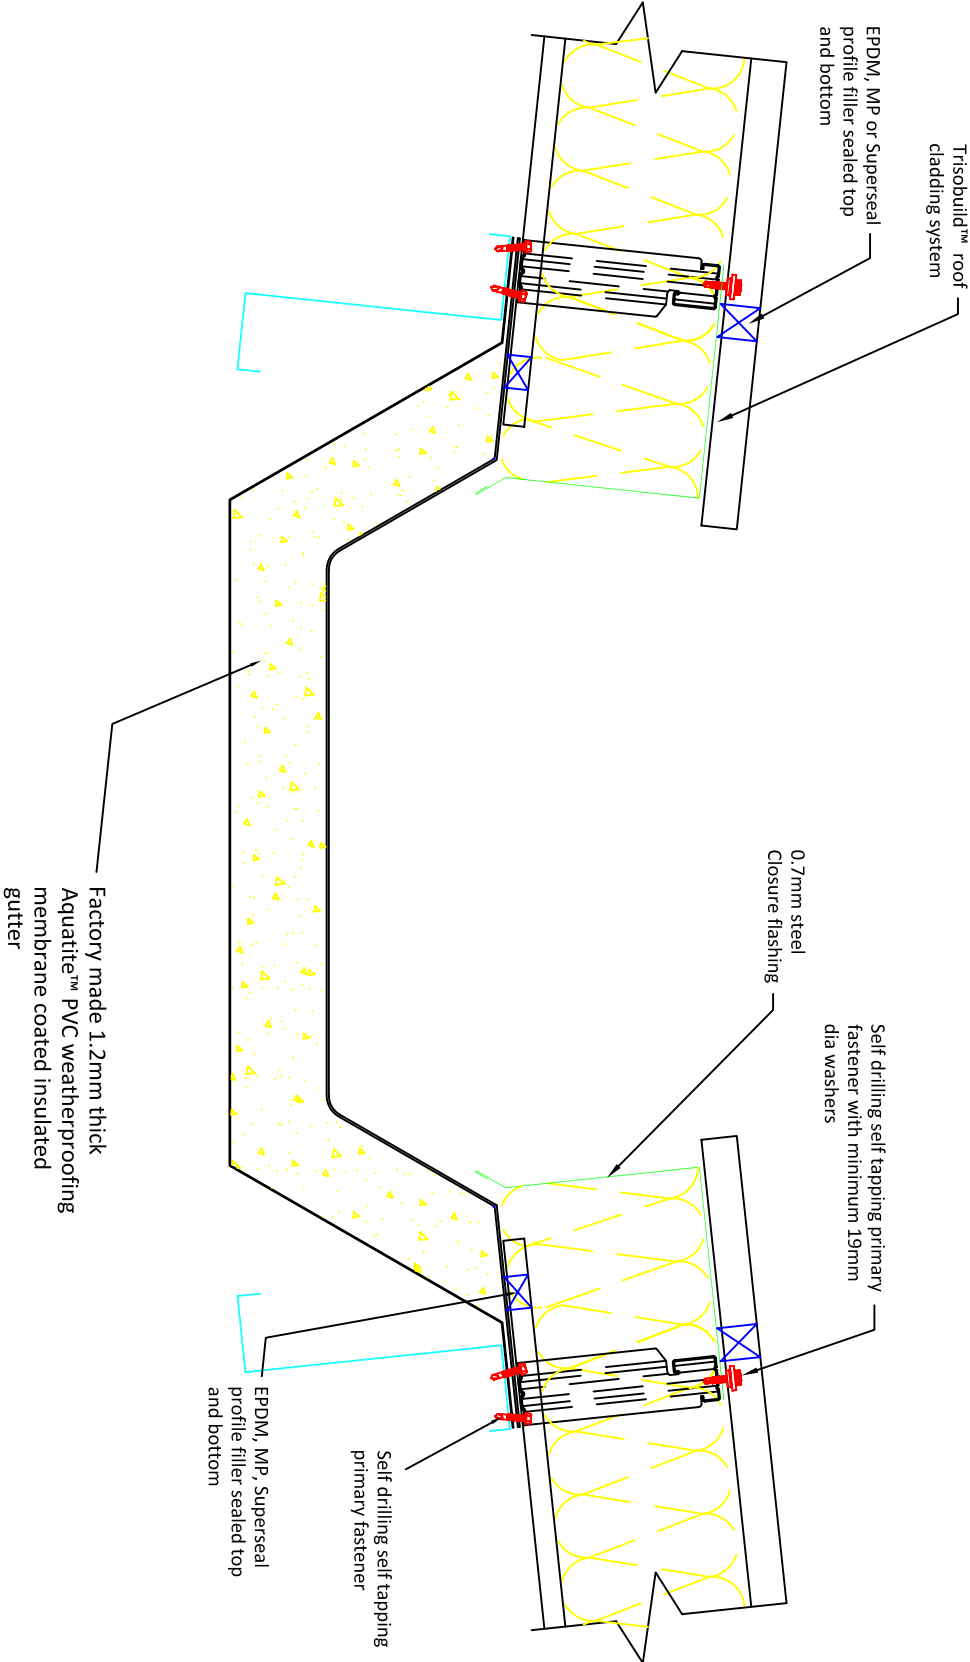 Trisobuild™ roof
cladding system
EPDM, MP or Superseal
profile filler sealed top
and bottom
Self drilling self tapping primary
fastener with minimum 19mm
dia washers
0.7mm steel
Closure flashing
Self drilling self tapping
primary fastener
EPDM, MP, Superseal
profile filler sealed top
and bottom
Factory made 1.2mm thick
Aquatite™ PVC weatherproofing
membrane coated insulated
gutter